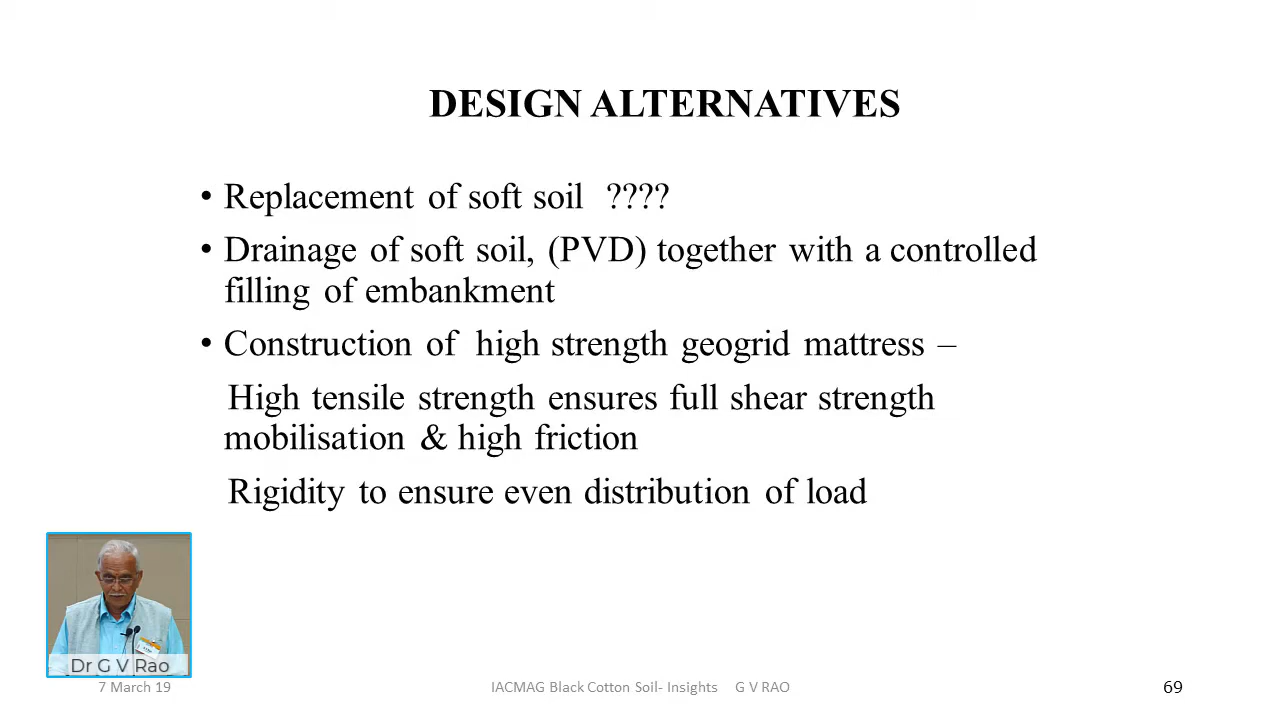 DESIGN ALTERNATIVES
• Replacement of soft soil ????
• Drainage of soft soil, (PVD) together with a controlled
filling of embankment
• Construction of high strength geogrid mattress –
High tensile strength ensures full shear strength
mobilisation & high friction
Rigidity to ensure even distribution of load
Dr G V Rao
7 March 19
IACMAG Black Cotton Soil- Insights G V RAO
69